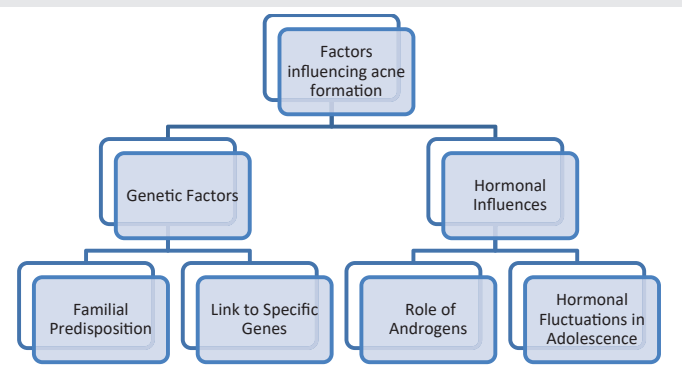 Factors
influencing acne
formation
Genetic Factors
Hormonal
Influences
Familial
Predisposition
Link to Specific
Genes
Role of
Androgens
Hormonal
Fluctuations in
Adolescence